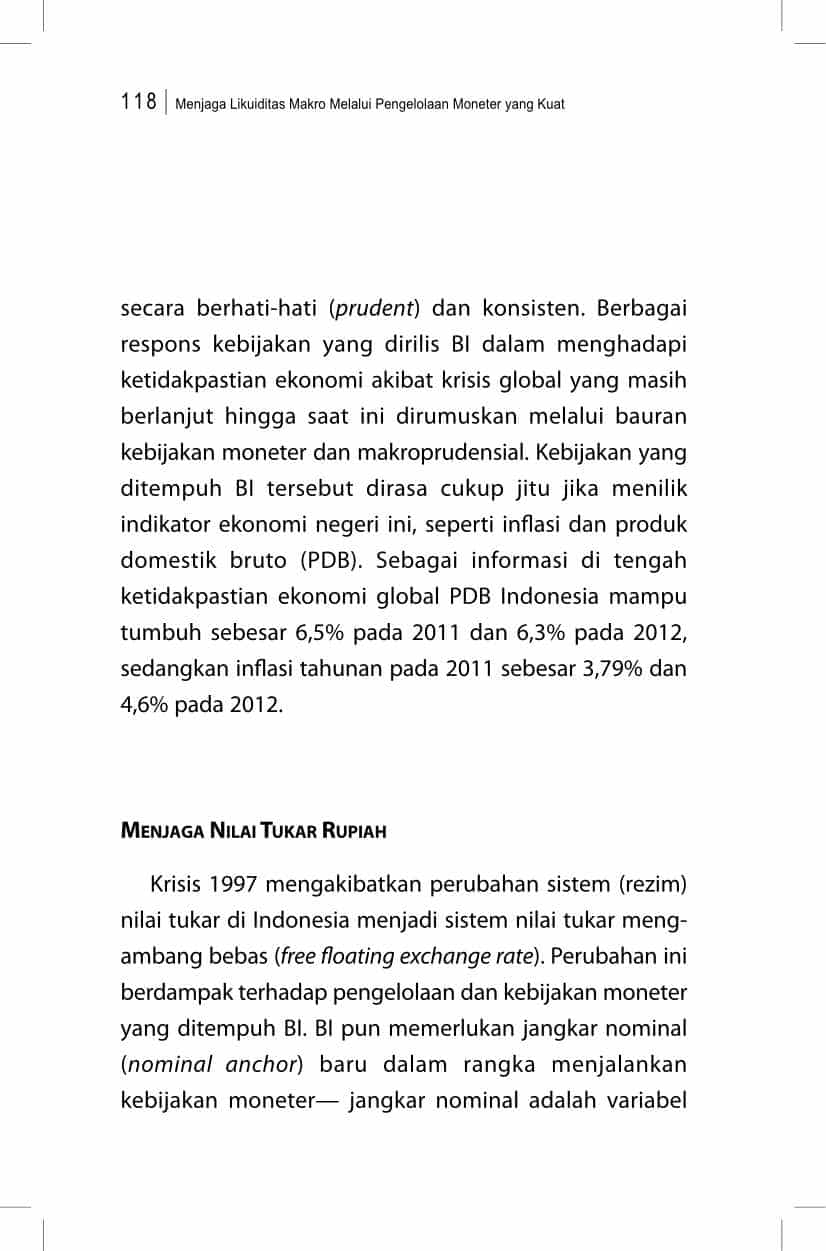 118 | Menjaga Likuiditas Makro Melalui Pengelolaan Moneter yang Kuat
secara berhati-hati (prudent) dan konsisten. Berbagai
respons kebijakan yang dirilis BI dalam menghadapi
ketidakpastian ekonomi akibat krisis global yang masih
berlanjut hingga saat ini dirumuskan melalui bauran
kebijakan moneter dan makroprudensial. Kebijakan yang
ditempuh BI tersebut dirasa cukup jitu jika menilik
indikator ekonomi negeri ini, seperti inflasi dan produk
domestik bruto (PDB). Sebagai informasi di tengah
ketidakpastian ekonomi global PDB Indonesia mampu
tumbuh sebesar 6,5% pada 2011 dan 6,3% pada 2012,
sedangkan inflasi tahunan pada 2011 sebesar 3,79% dan
4,6% pada 2012.
MENJAGA NILAI TUKAR RUPIAH
Krisis 1997 mengakibatkan perubahan sistem (rezim)
nilai tukar di Indonesia menjadi sistem nilai tukar meng-
ambang bebas (free floating exchange rate). Perubahan ini
berdampak terhadap pengelolaan dan kebijakan moneter
yang ditempuh BI. BI pun memerlukan jangkar nominal
(nominal anchor) baru dalam rangka menjalankan
kebijakan moneter— jangkar nominal adalah variabel